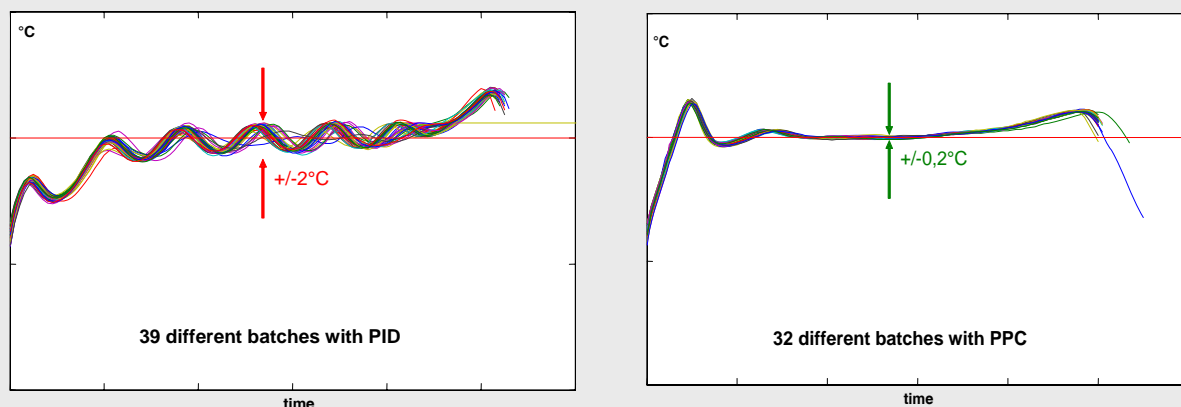 °C
+/-2°C
39 different batches with PID
time
°C
+/-0,2°C
32 different batches with PPC
time